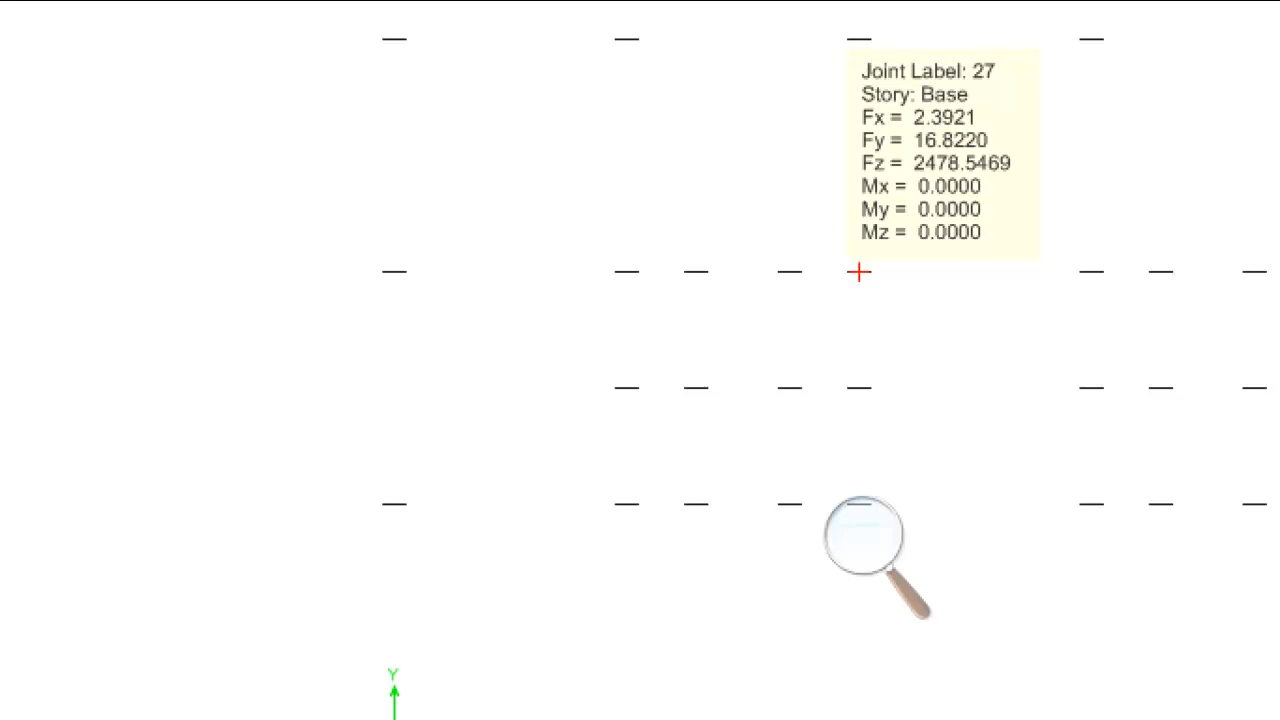 Joint Label: 27
Story: Base
Fx = 2.3921
Fy = 16.8220
Fz = 2478.5469
Mx = 0.0000
My = 0.0000
Mz = 0.0000
Y